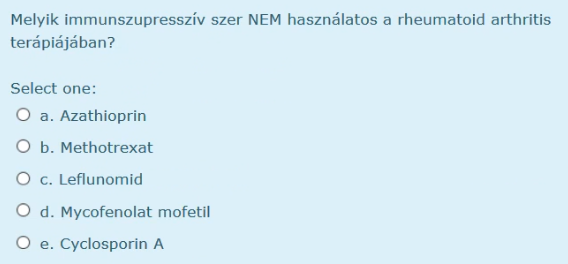 Melyik immunszupresszív szer NEM használatos a rheumatoid arthritis
terápiájában?
Select one:
a. Azathioprin
b. Methotrexat
c. Leflunomid
d. Mycofenolat mofetil
e. Cyclosporin A